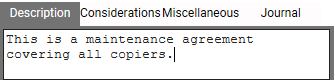 Description Considerations Miscellaneous Journal
This is a maintenance agreement
covering all copiers.